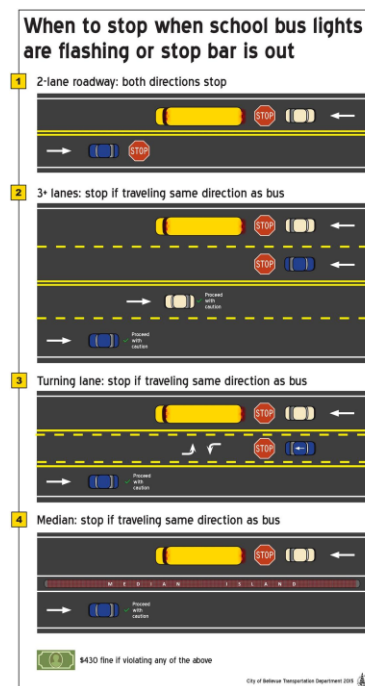 When to stop when school bus lights
are flashing or stop bar is out
1 2-lane roadway: both directions stop
STOP
STOP
2 3+ lanes: stop if traveling same direction as bus
STOP
STOP
Proceed
with
caution
Proceed
with
caution
3 Turning lane: stop if traveling same direction as bus
STOP
STOP
Proceed
with
caution
4 Median: stop if traveling same direction as bus
STOP
MEDIAN ISLAND
Proceed
with
caution
$430 fine if violating any of the above
City of Bellevue Transportation Department 2019